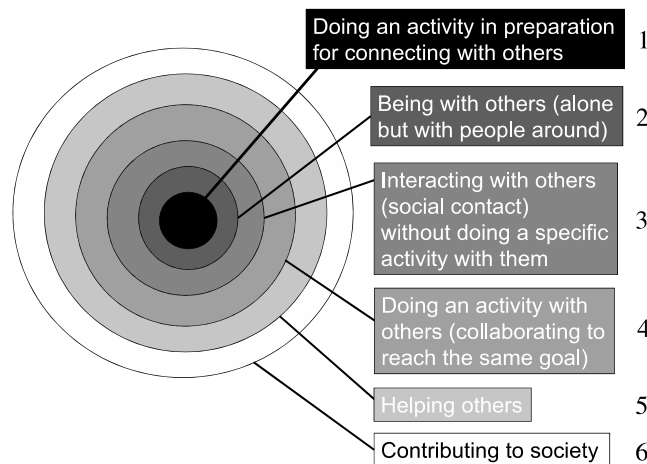 Doing an activity in preparation
for connecting with others
1
Being with others (alone
but with people around)
2
Interacting with others
(social contact)
without doing a specific
activity with them
3
Doing an activity with
others (collaborating to
reach the same goal)
4
Helping others
5
Contributing to society
6